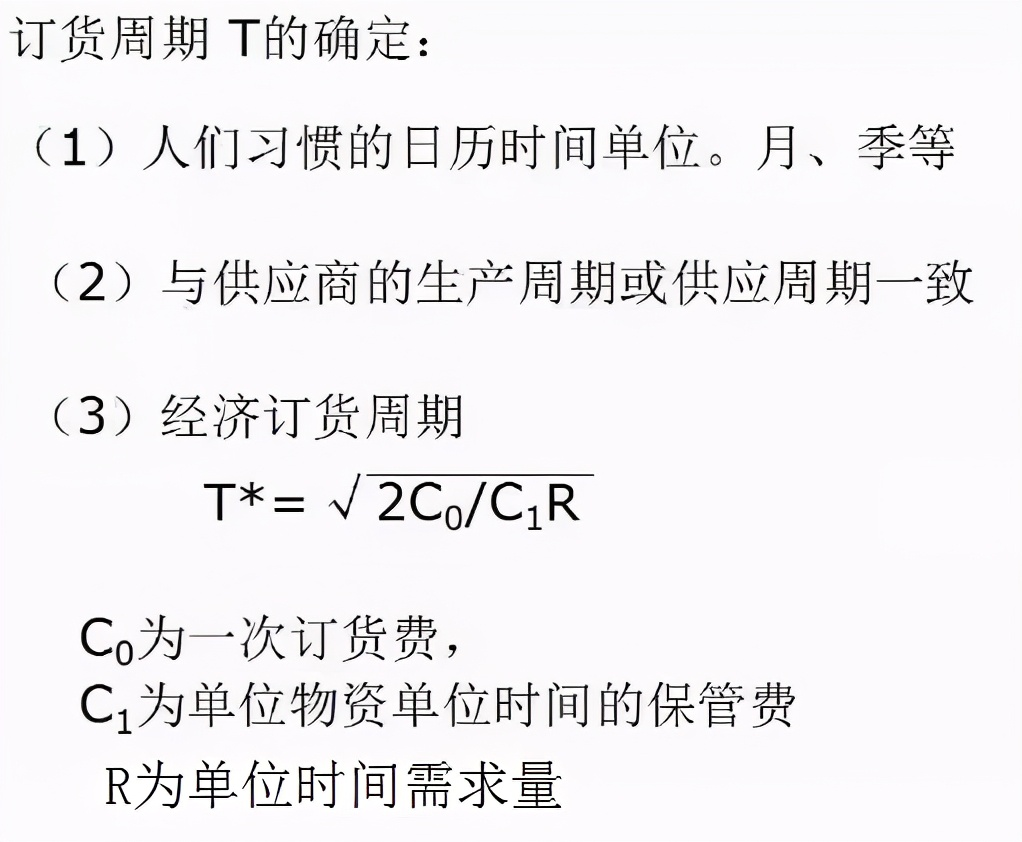 订货周期 T的确定：
（1）人们习惯的日历时间单位。月、季等
（2）与供应商的生产周期或供应周期一致
（3）经济订货周期
T*= √2C₀/C₁R
C₀为一次订货费，
C₁为单位物资单位时间的保管费
R为单位时间需求量